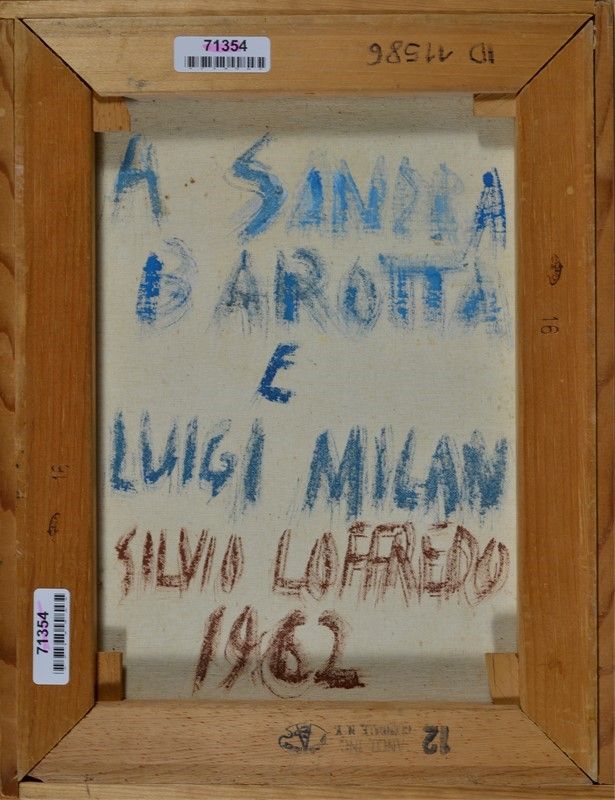 71354
ID 11586
A SANDRA
BAROTTA
E
LUIGI MILAN
SILVIO LOFFREDO
1962
16
71354
12